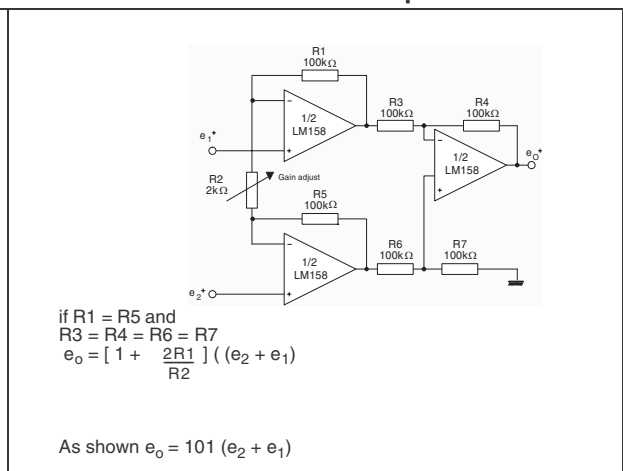 R1
100kΩ
R3
100kΩ
R4
100kΩ
1/2
LM158
e1+
eO+
1/2
LM158
R2
2kΩ
Gain adjust
R5
100kΩ
R6
100kΩ
R7
100kΩ
1/2
LM158
e2+
if R1 = R5 and
R3 = R4 = R6 = R7
eo = [ 1 + 2R1/R2 ] ( (e2 + e1)
As shown eo = 101 (e2 + e1)